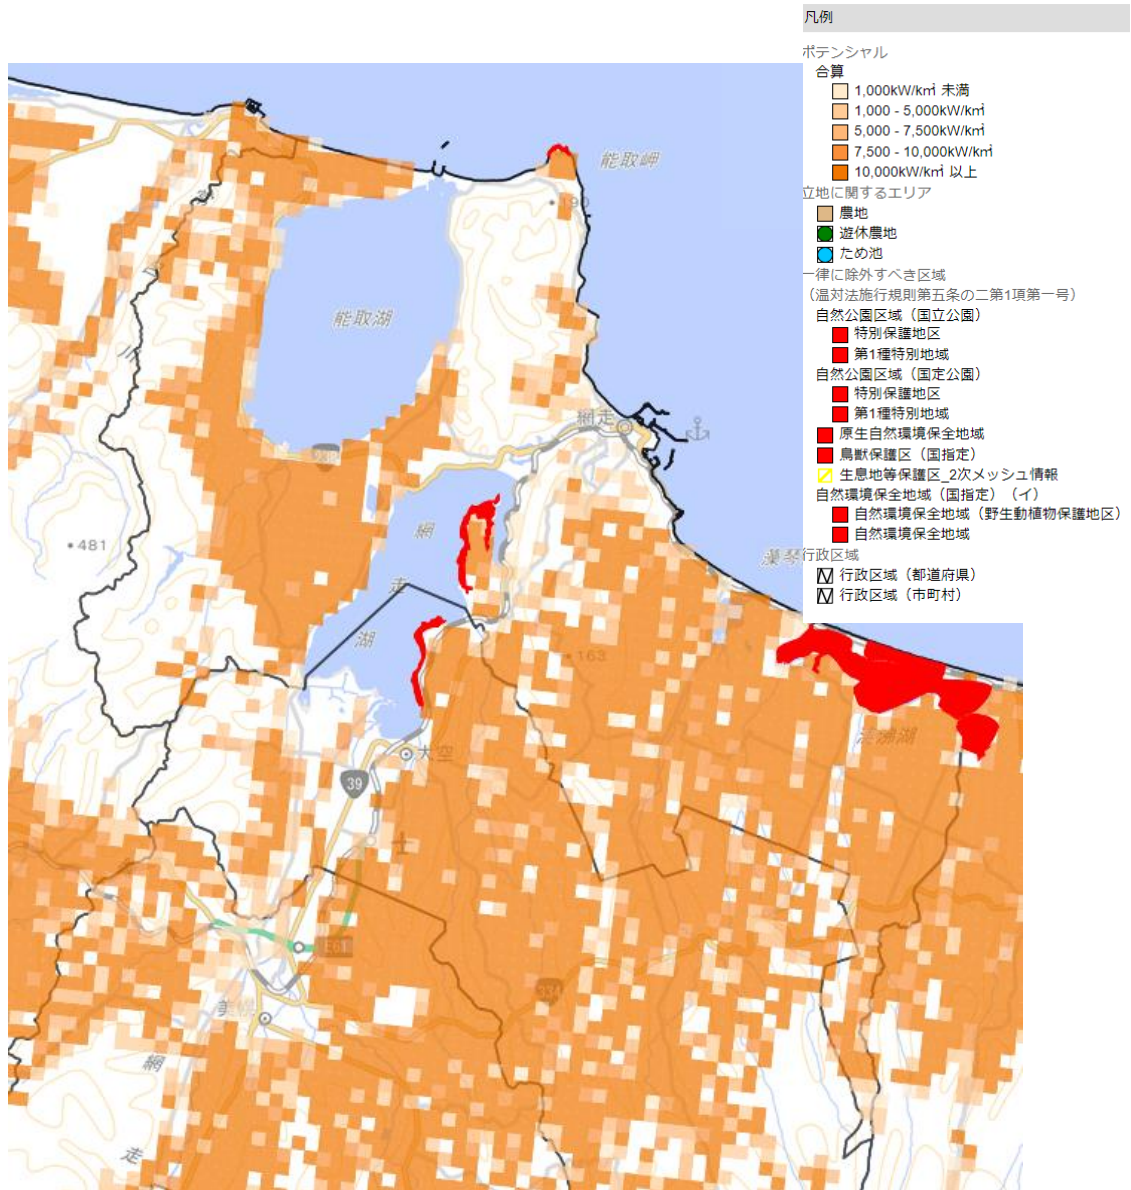 凡例
ポテンシャル
合算
1,000kW/k㎡ 未満
1,000 - 5,000kW/k㎡
5,000 - 7,500kW/k㎡
7,500 - 10,000kW/k㎡
10,000kW/k㎡ 以上
立地に関するエリア
農地
遊休農地
ため池
一律に除外すべき区域
（温対法施行規則第五条の二第1項第一号）
自然公園区域（国立公園）
特別保護地区
第1種特別地域
自然公園区域（国定公園）
特別保護地区
第1種特別地域
原生自然環境保全地域
鳥獣保護区（国指定）
生息地等保護区_2次メッシュ情報
自然環境保全地域（国指定）（イ）
自然環境保全地域（野生動植物保護地区）
自然環境保全地域
行政区域
行政区域（都道府県）
行政区域（市町村）
能取岬
190
能取湖
川
網走
網
走
湖
481
藻琴
163
濤沸湖
大空
39
E61
334
美幌
網
走